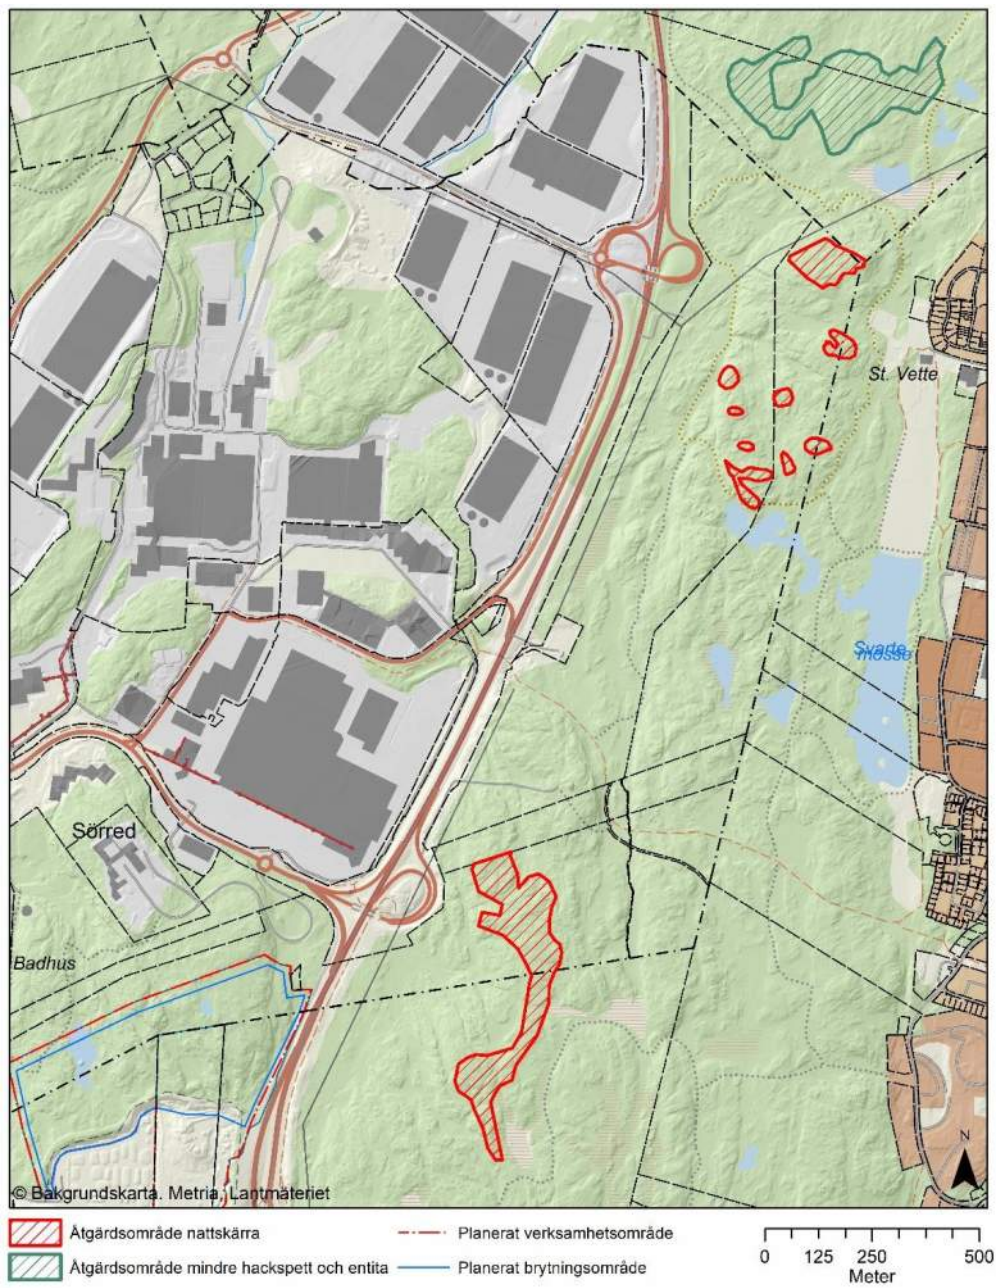 St. Vette
Svarte
mosse
Sörred
Badhus
N
© Bakgrundskarta. Metria, Lantmäteriet
Åtgärdsområde nattskärra
Planerat verksamhetsområde
Åtgärdsområde mindre hackspett och entita
Planerat brytningsområde
0 125 250 500
Meter